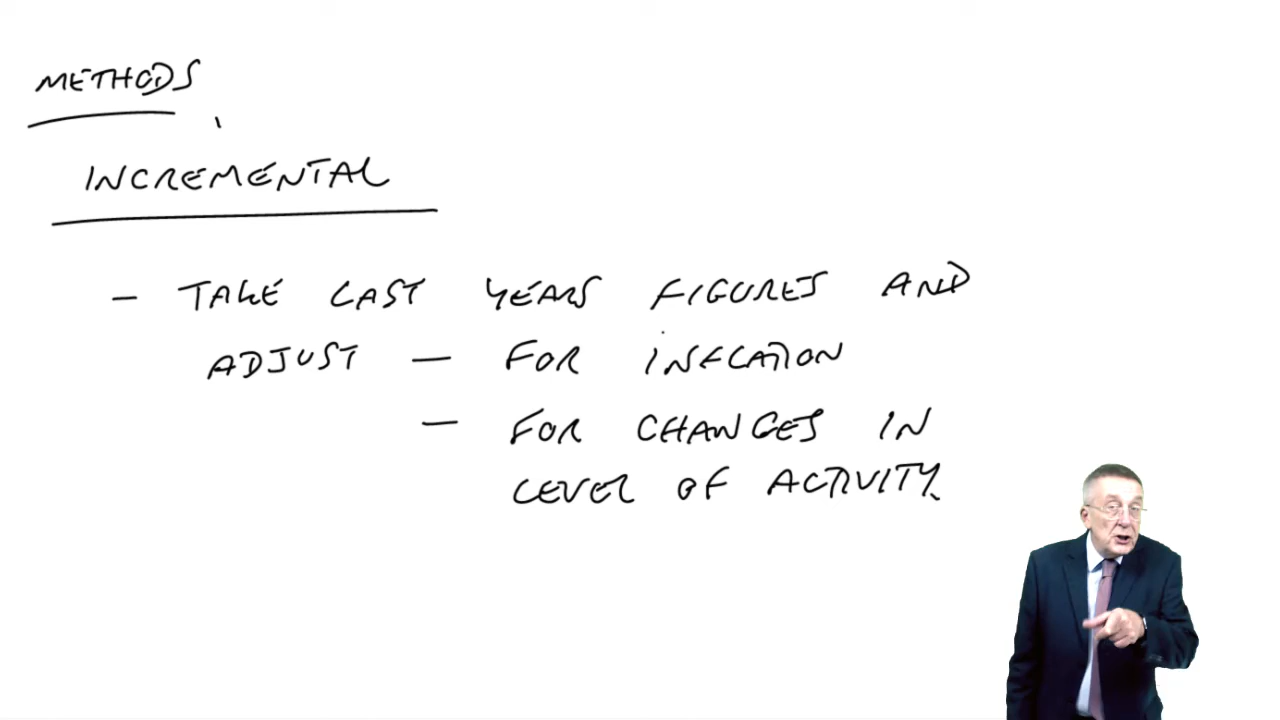 METHODS
INCREMENTAL
- TAKE LAST YEARS FIGURES AND
ADJUST - FOR INFLATION
- FOR CHANGES IN
LEVEL OF ACTIVITY